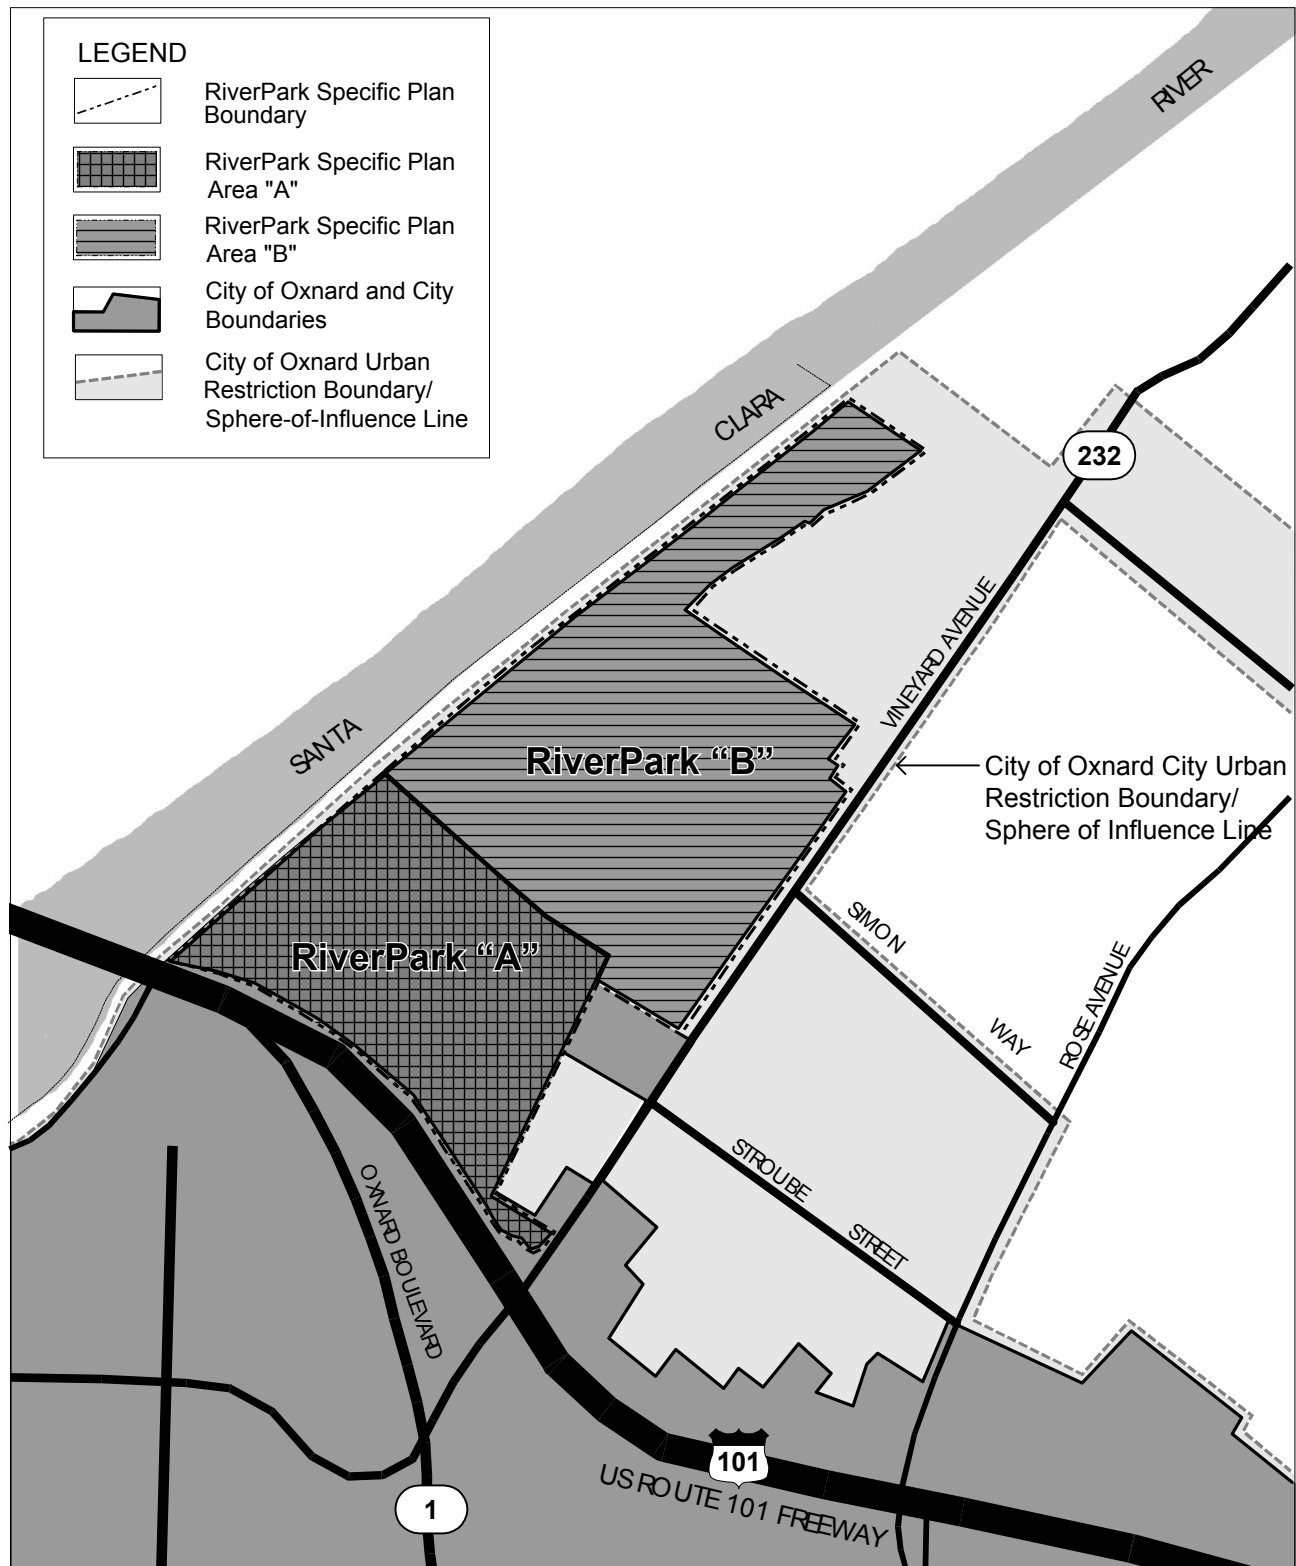 LEGEND
RiverPark Specific Plan
Boundary
RiverPark Specific Plan
Area "A"
RiverPark Specific Plan
Area "B"
City of Oxnard and City
Boundaries
City of Oxnard Urban
Restriction Boundary/
Sphere-of-Influence Line
RIVER
CLARA
SANTA
232
VINEYARD AVENUE
RiverPark “B”
City of Oxnard City Urban
Restriction Boundary/
Sphere of Influence Line
RiverPark “A”
SIMON
WAY
ROSE AVENUE
STROUBE
STREET
OXNARD BOULEVARD
101
US ROUTE 101 FREEWAY
1